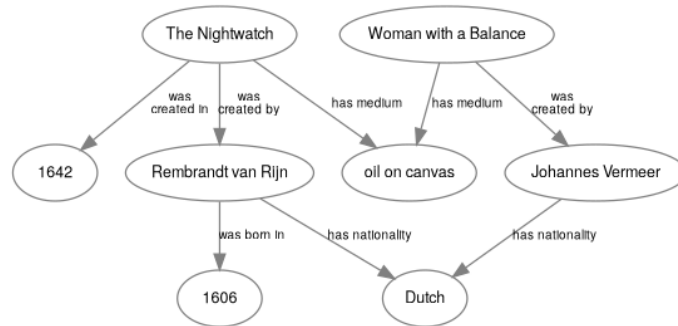 The Nightwatch
Woman with a Balance
was
created in
was
created by
has medium
has medium
was
created by
1642
Rembrandt van Rijn
oil on canvas
Johannes Vermeer
was born in
has nationality
has nationality
1606
Dutch